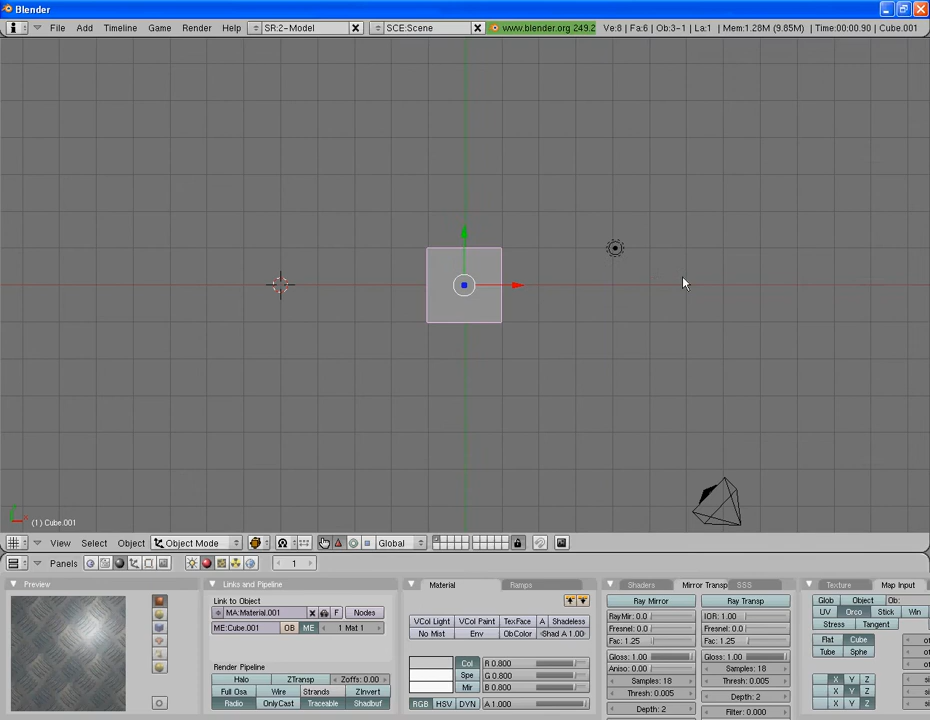 Blender
File Add Timeline Game Render Help SR:2-Model SCE:Scene www.blender.org 249.2 Ve:8 | Fa:6 | Ob:3-1 | La:1 | Mem:1.28M (9.85M) | Time:00:00.90 | Cube.001
(1) Cube.001
View Select Object Object Mode Global
Panels 1
Preview
Links and Pipeline
Link to Object
MA:Material.001 F Nodes
ME:Cube.001 OB ME 1 Mat 1
Render Pipeline
Halo ZTransp Zoffs: 0.00
Full Osa Wire Strands ZInvert
Radio OnlyCast Traceable Shadbuf
Material Ramps
VCol Light VCol Paint TexFace A Shadeless
No Mist Env ObColor Shad A 1.00
Col R 0.800
Spe G 0.800
Mir B 0.800
RGB HSV DYN A 1.000
Shaders Mirror Transp SSS
Ray Mirror Ray Transp
RayMir: 0.0 IOR: 1.00
Fresnel: 0.0 Fresnel: 0.0
Fac: 1.25 Fac: 1.25
Gloss: 1.00 Gloss: 1.00
Aniso: 0.00 Samples: 18
Samples: 18 Thresh: 0.005
Thresh: 0.005 Depth: 2
Depth: 2 Filter: 0.000
Texture Map Input
Glob Object Ob:
UV Orco Stick Win
Stress Tangent
Flat Cube
Tube Sphe
X Y Z
X Y Z
X Y Z